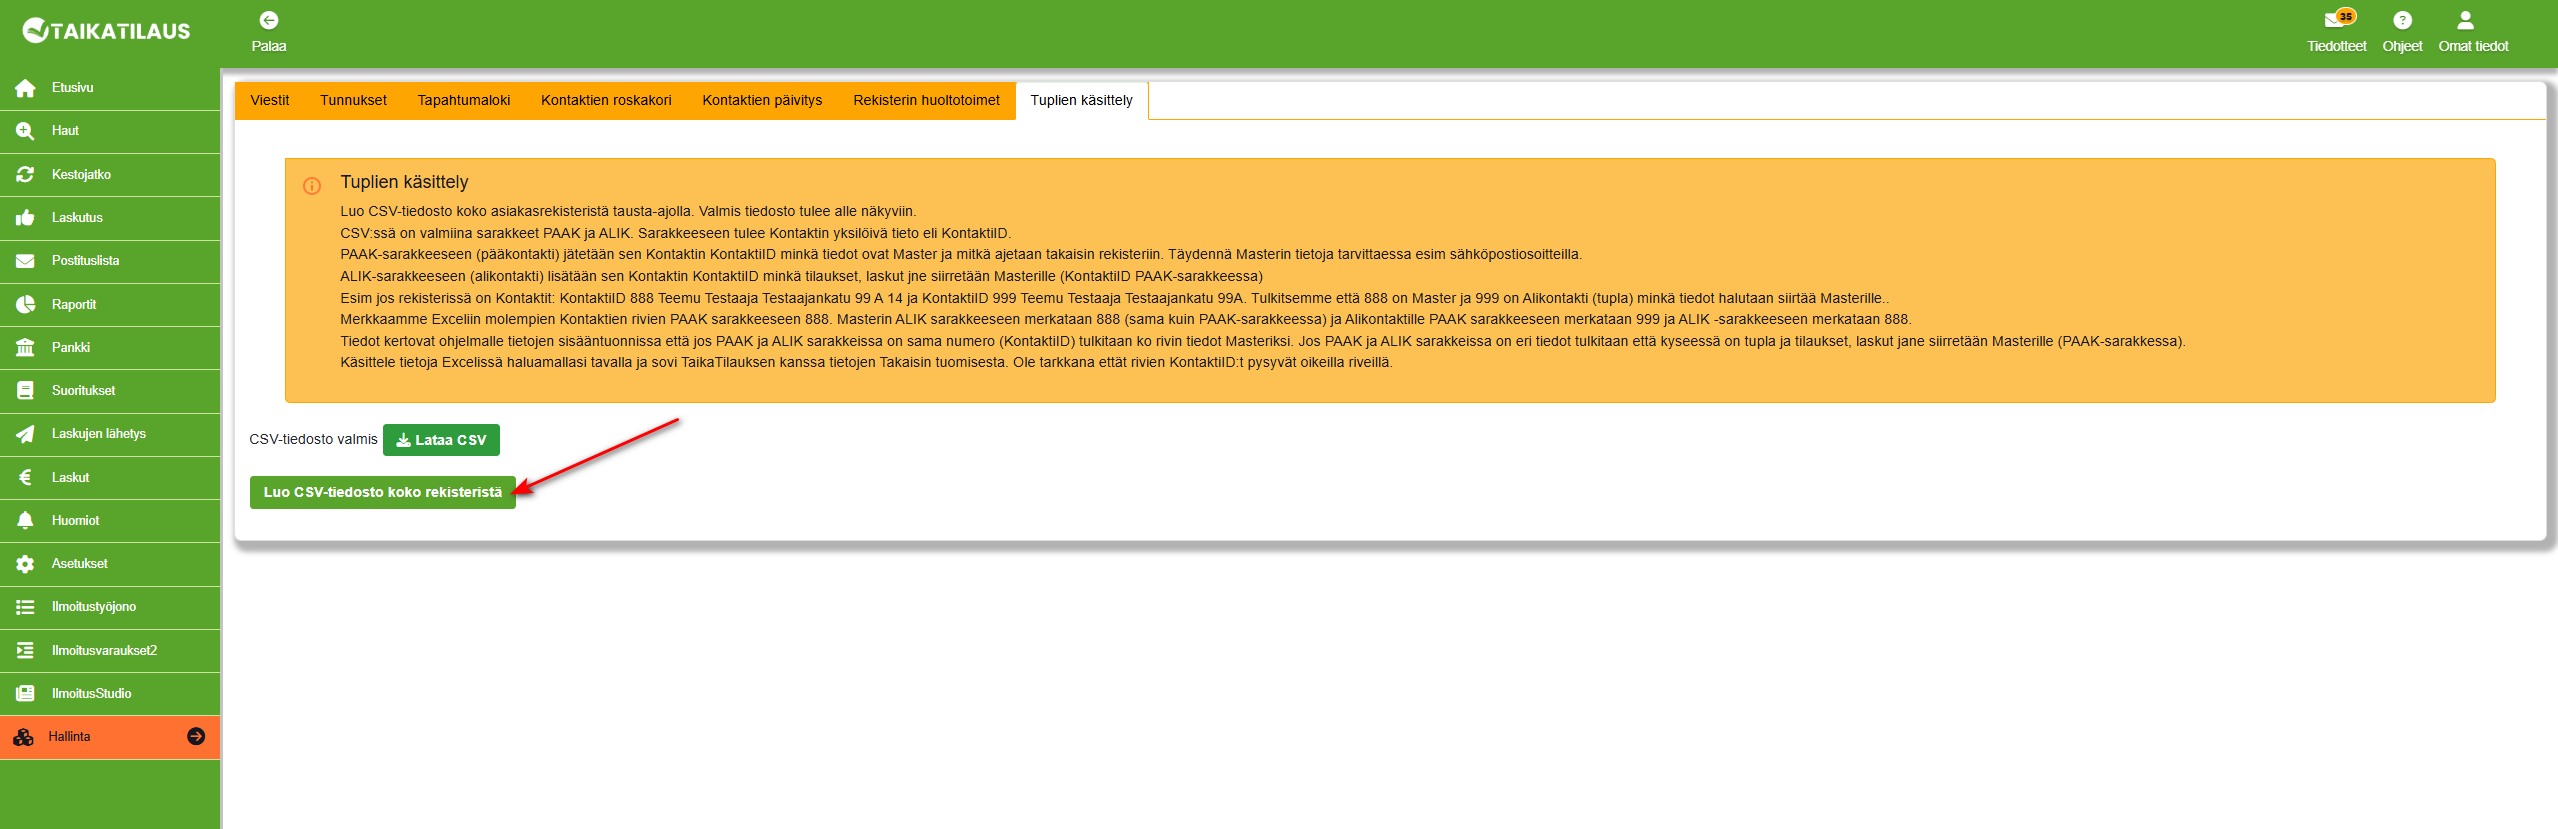 TAIKATILAUS
Palaa
35
Tiedotteet
Ohjeet
Omat tiedot
Etusivu
Haut
Kestojatko
Laskutus
Postituslista
Raportit
Pankki
Suoritukset
Laskujen lähetys
Laskut
Huomiot
Asetukset
Ilmoitustyöjono
Ilmoitusvaraukset2
IlmoitusStudio
Hallinta
Viestit Tunnukset Tapahtumaloki Kontaktien roskakori Kontaktien päivitys Rekisterin huoltotoimet Tuplien käsittely
Tuplien käsittely
Luo CSV-tiedosto koko asiakasrekisteristä tausta-ajolla. Valmis tiedosto tulee alle näkyviin.
CSV:ssä on valmiina sarakkeet PAAK ja ALIK. Sarakkeeseen tulee Kontaktin yksilöivä tieto eli KontaktiID.
PAAK-sarakkeeseen (pääkontakti) jätetään sen Kontaktin KontaktiID minkä tiedot ovat Master ja mitkä ajetaan takaisin rekisteriin. Täydennä Masterin tietoja tarvittaessa esim sähköpostiosoitteilla.
ALIK-sarakkeeseen (alikontakti) lisätään sen Kontaktin KontaktiID minkä tilaukset, laskut jne siirretään Masterille (KontaktiID PAAK-sarakkeessa)
Esim jos rekisterissä on Kontaktit: KontaktiID 888 Teemu Testaaja Testaajankatu 99 A 14 ja KontaktiID 999 Teemu Testaaja Testaajankatu 99A. Tulkitsemme että 888 on Master ja 999 on Alikontakti (tupla) minkä tiedot halutaan siirtää Masterille..
Merkkaamme Exceliin molempien Kontaktien rivien PAAK sarakkeeseen 888. Masterin ALIK sarakkeeseen merkataan 888 (sama kuin PAAK-sarakkeessa) ja Alikontaktille PAAK sarakkeeseen merkataan 999 ja ALIK -sarakkeeseen merkataan 888.
Tiedot kertovat ohjelmalle tietojen sisääntuonnissa että jos PAAK ja ALIK sarakkeissa on sama numero (KontaktiID) tulkitaan ko rivin tiedot Masteriksi. Jos PAAK ja ALIK sarakkeissa on eri tiedot tulkitaan että kyseessä on tupla ja tilaukset, laskut jane siirretään Masterille (PAAK-sarakkessa).
Käsittele tietoja Excelissä haluamallasi tavalla ja sovi TaikaTilauksen kanssa tietojen Takaisin tuomisesta. Ole tarkkana ettät rivien KontaktiID:t pysyvät oikeilla riveillä.
CSV-tiedosto valmis Lataa CSV
Luo CSV-tiedosto koko rekisteristä